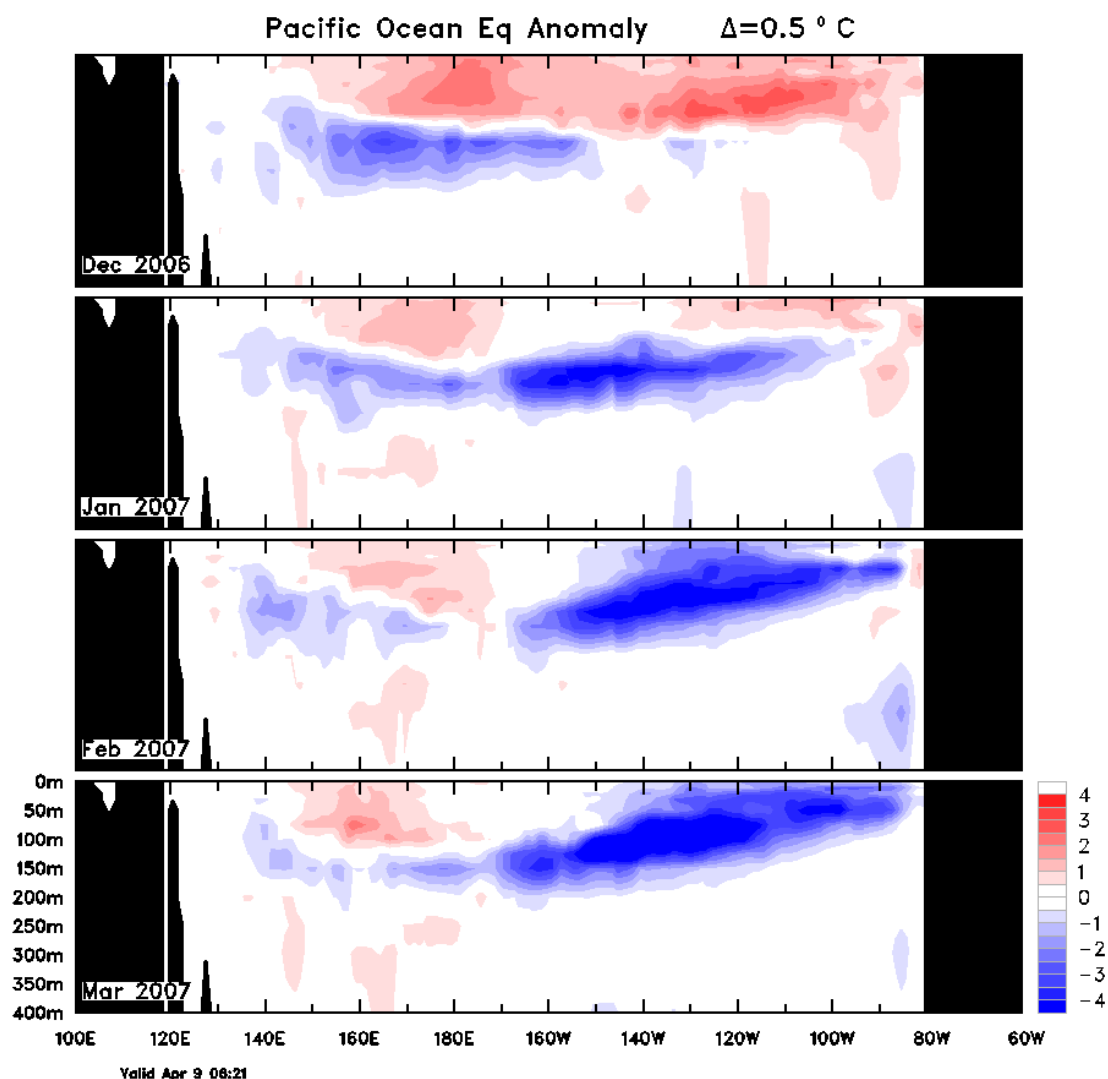 Pacific Ocean Eq Anomaly Δ=0.5 ° C
Dec 2006
Jan 2007
Feb 2007
0m
50m
100m
150m
200m
250m
300m
350m
400m
Mar 2007
4
3
2
1
0
-1
-2
-3
-4
100E 120E 140E 160E 180E 160W 140W 120W 100W 80W 60W
Valid Apr 9 06:21